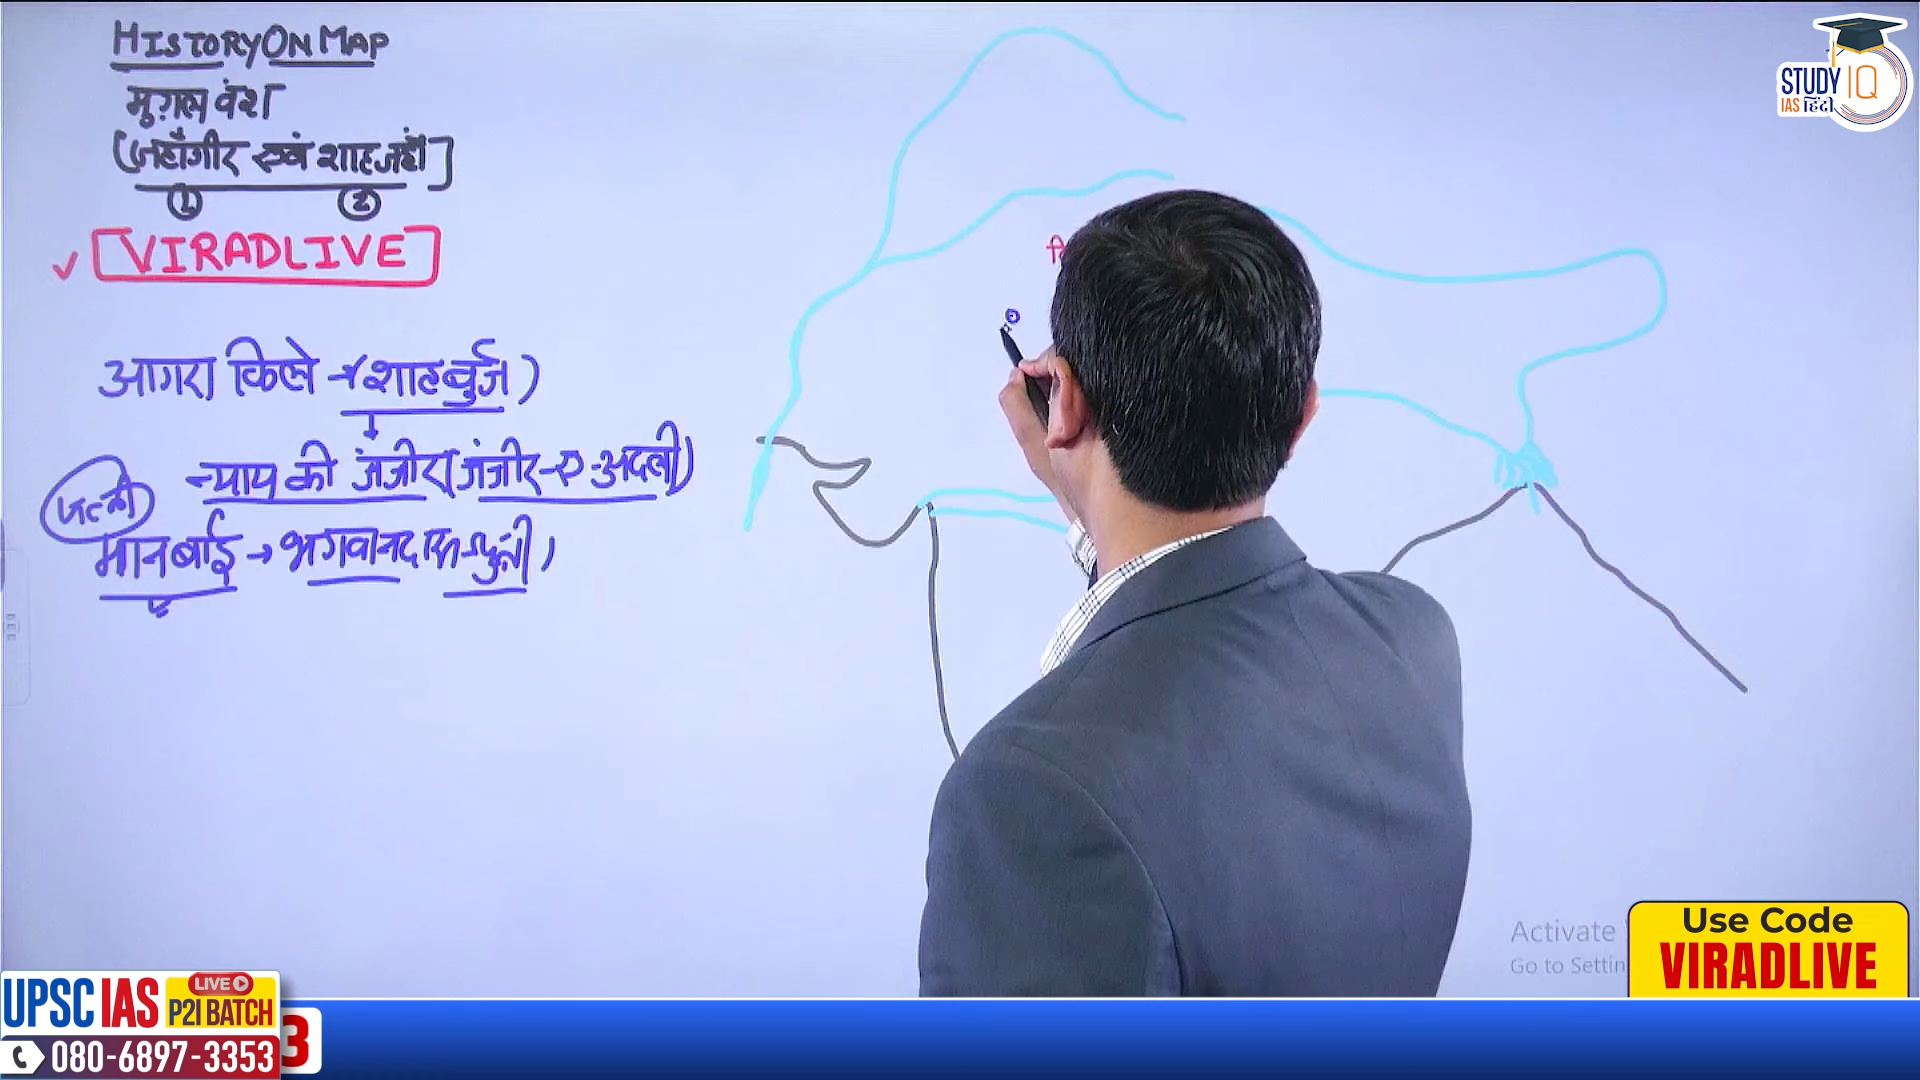 HISTORY ON MAP
मुग़ल वंश
(जहाँगीर एवं शाहजहाँ]
① ②
✓ [VIRADLIVE]
आगरा किले → (शाहबुर्ज)
न्याय की जंजीर (जंजीर-ए-अदली)
मानबाई → भगवानदास पुत्री
STUDY IQ
IAS हिंदी
Activate
Go to Settin
Use Code
VIRADLIVE
UPSC IAS LIVE P2I BATCH
080-6897-3353
3